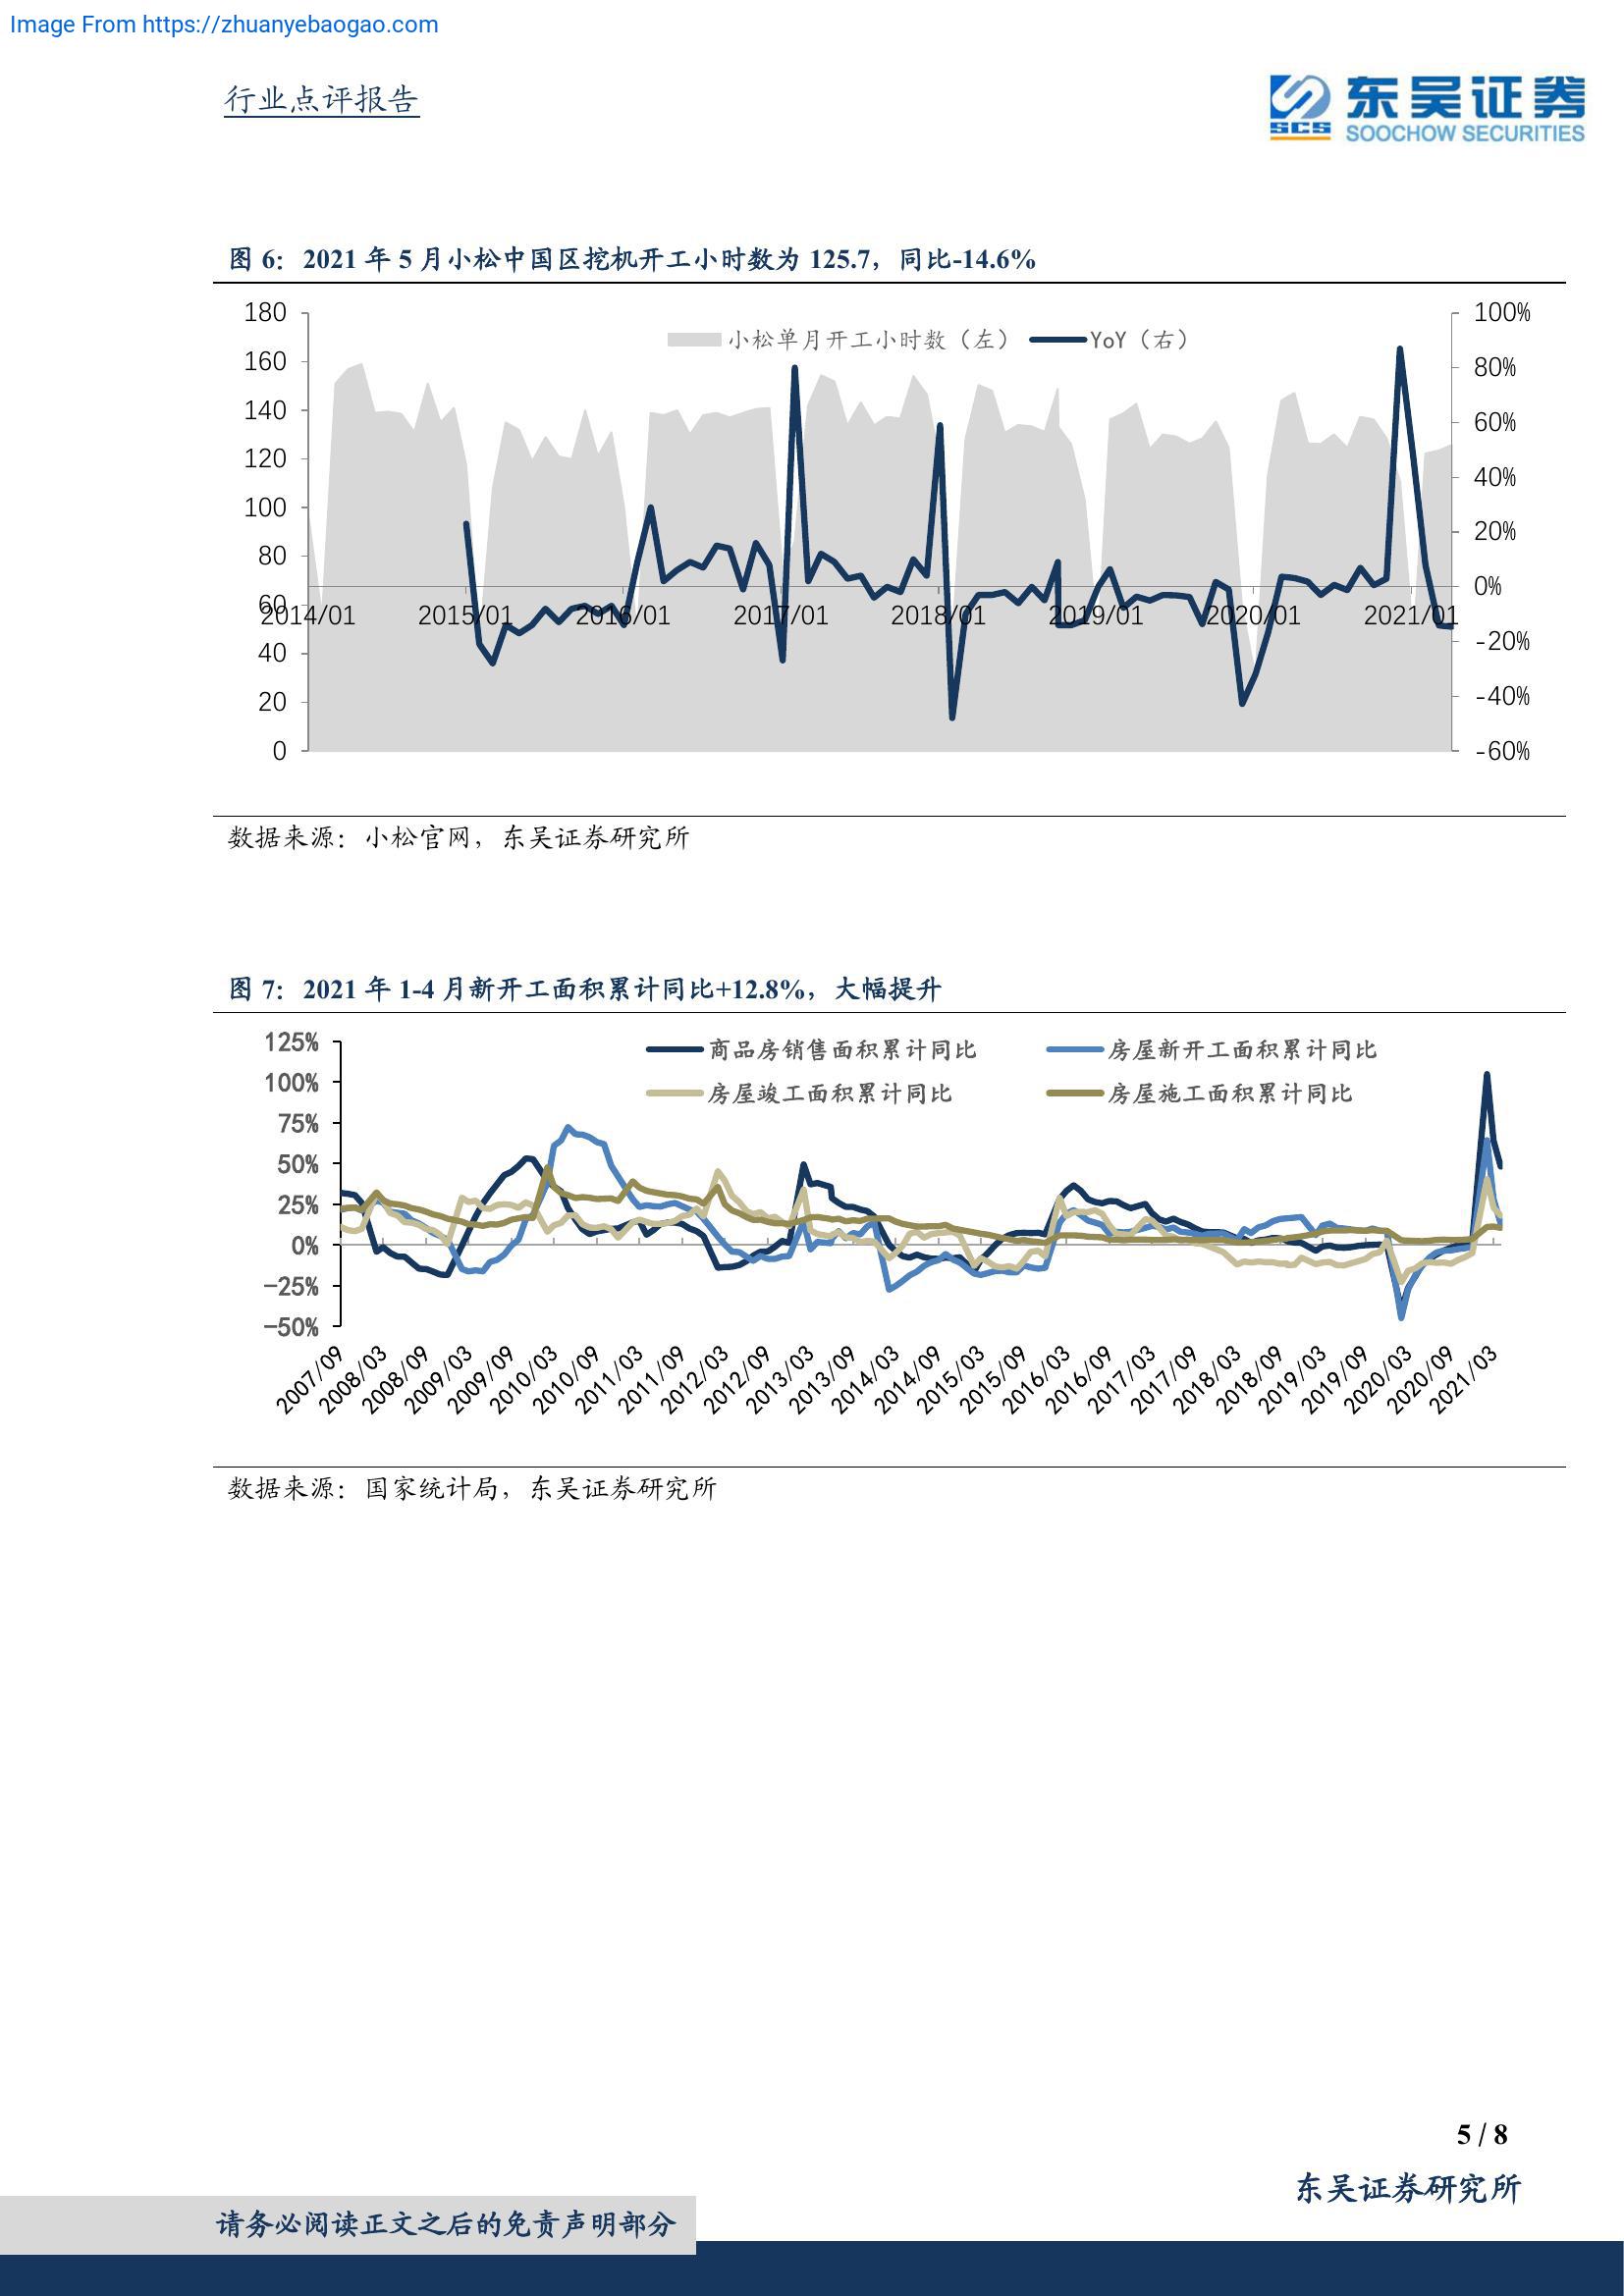 Image From https://zhuanyebaogao.com
行业点评报告
SCS 东吴证券
SOOCHOW SECURITIES
图 6： 2021 年 5 月小松中国区挖机开工小时数为 125.7，同比-14.6%
小松单月开工小时数（左） YoY（右）
180
160
140
120
100
80
60
40
20
0
100%
80%
60%
40%
20%
0%
-20%
-40%
-60%
2014/01 2015/01 2016/01 2017/01 2018/01 2019/01 2020/01 2021/01
数据来源：小松官网，东吴证券研究所
图 7： 2021 年 1-4 月新开工面积累计同比+12.8%，大幅提升
商品房销售面积累计同比 房屋新开工面积累计同比
房屋竣工面积累计同比 房屋施工面积累计同比
125%
100%
75%
50%
25%
0%
-25%
-50%
2007/09 2008/03 2008/09 2009/03 2009/09 2010/03 2010/09 2011/03 2011/09 2012/03 2012/09 2013/03 2013/09 2014/03 2014/09 2015/03 2015/09 2016/03 2016/09 2017/03 2017/09 2018/03 2018/09 2019/03 2019/09 2020/03 2020/09 2021/03
数据来源：国家统计局，东吴证券研究所
5 / 8
东吴证券研究所
请务必阅读正文之后的免责声明部分